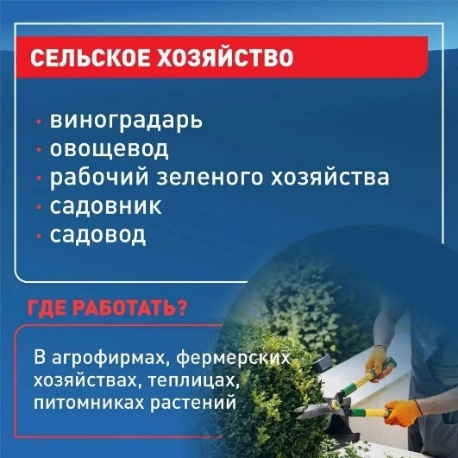 СЕЛЬСКОЕ ХОЗЯЙСТВО
• виноградарь
• овощевод
• рабочий зеленого хозяйства
• садовник
• садовод
ГДЕ РАБОТАТЬ?
В агрофирмах, фермерских
хозяйствах, теплицах,
питомниках растений